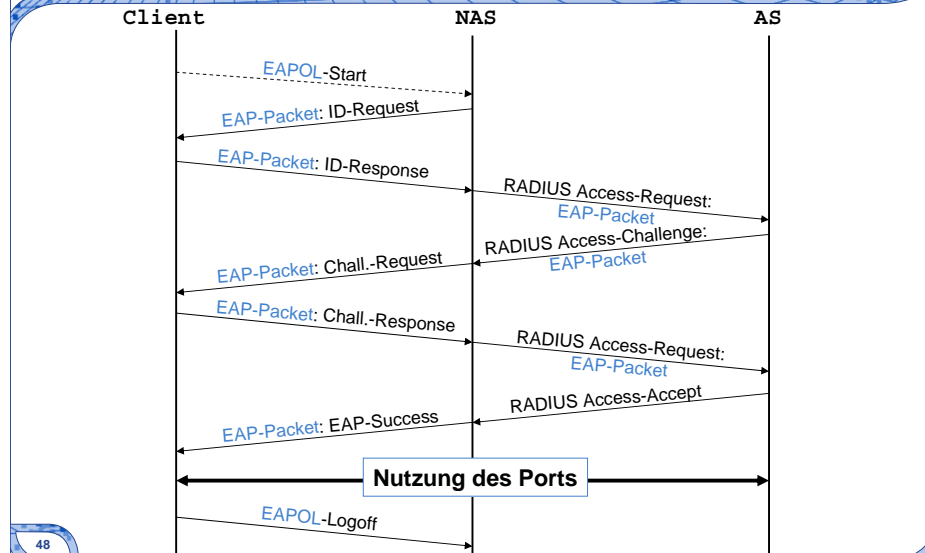 Client NAS AS
EAPOL-Start
EAP-Packet: ID-Request
EAP-Packet: ID-Response
RADIUS Access-Request:
EAP-Packet
RADIUS Access-Challenge:
EAP-Packet
EAP-Packet: Chall.-Request
EAP-Packet: Chall.-Response
RADIUS Access-Request:
EAP-Packet
RADIUS Access-Accept
EAP-Packet: EAP-Success
Nutzung des Ports
EAPOL-Logoff
48